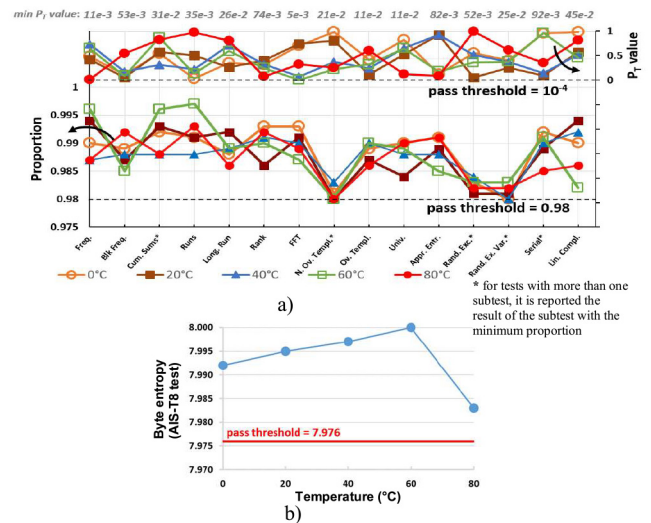 min P_T value: 11e-3 53e-3 31e-2 35e-3 26e-2 74e-3 5e-3 21e-2 11e-2 11e-2 82e-3 52e-3 25e-2 92e-3 45e-2
1
0.5
0
P_T value
pass threshold = 10^-4
1
0.995
0.99
0.985
0.98
0.975
Proportion
pass threshold = 0.98
Freq.
Blk Freq.
Cum. Sums*
Runs
Long. Run
Rank
FFT
N. Ov. Templ.*
Ov. Templ.
Univ.
Appr. Entr.
Rand. Exc.*
Rand. Ex. Var.*
Serial*
Lin. Compl.
0°C 20°C 40°C 60°C 80°C
* for tests with more than one
subtest, it is reported the
result of the subtest with the
minimum proportion
a)
8.000
7.995
7.990
7.985
7.980
7.975
7.970
Byte entropy
(AIS-T8 test)
pass threshold = 7.976
0 20 40 60 80
Temperature (°C)
b)